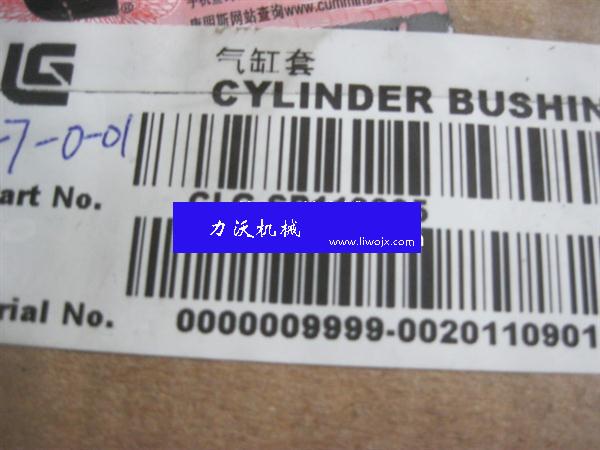 康明斯网站查询www.cummins
LG
气缸套
CYLINDER BUSHIN
-7-0-01
art No.
力沃机械
www.liwojx.com
rial No. 0000009999-0020110901